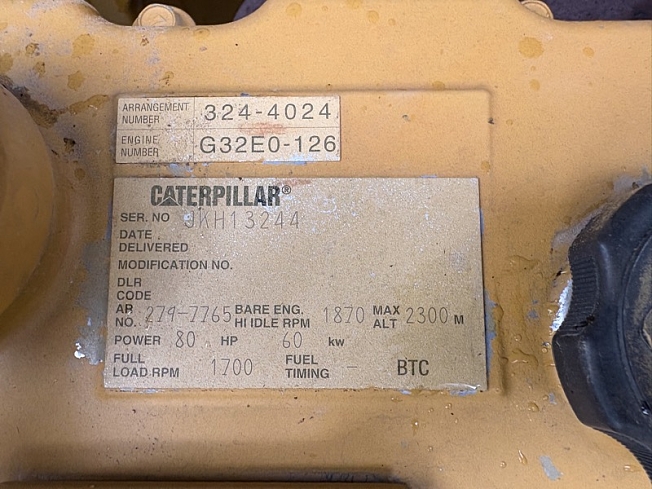 ARRANGEMENT NUMBER 324-4024
ENGINE NUMBER G32E0-126
CATERPILLAR®
SER. NO JKH13244
DATE DELIVERED
MODIFICATION NO.
DLR CODE
AR NO. 279-7765 BARE ENG. HI IDLE RPM 1870 MAX ALT 2300 M
POWER 80 HP 60 kw
FULL LOAD RPM 1700 FUEL TIMING - BTC